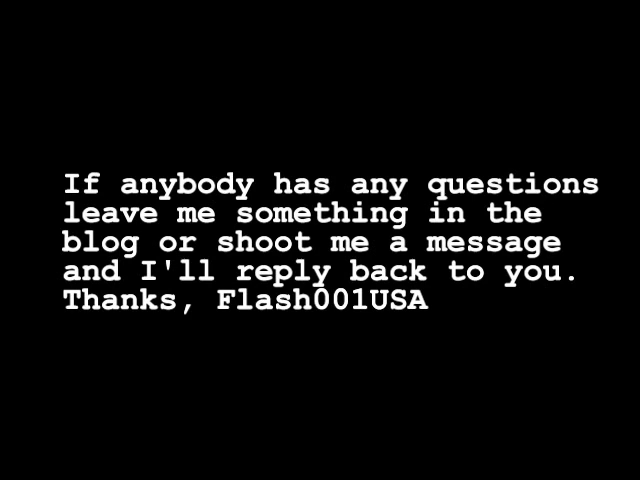 If anybody has any questions
leave me something in the
blog or shoot me a message
and I'll reply back to you.
Thanks, Flash001USA